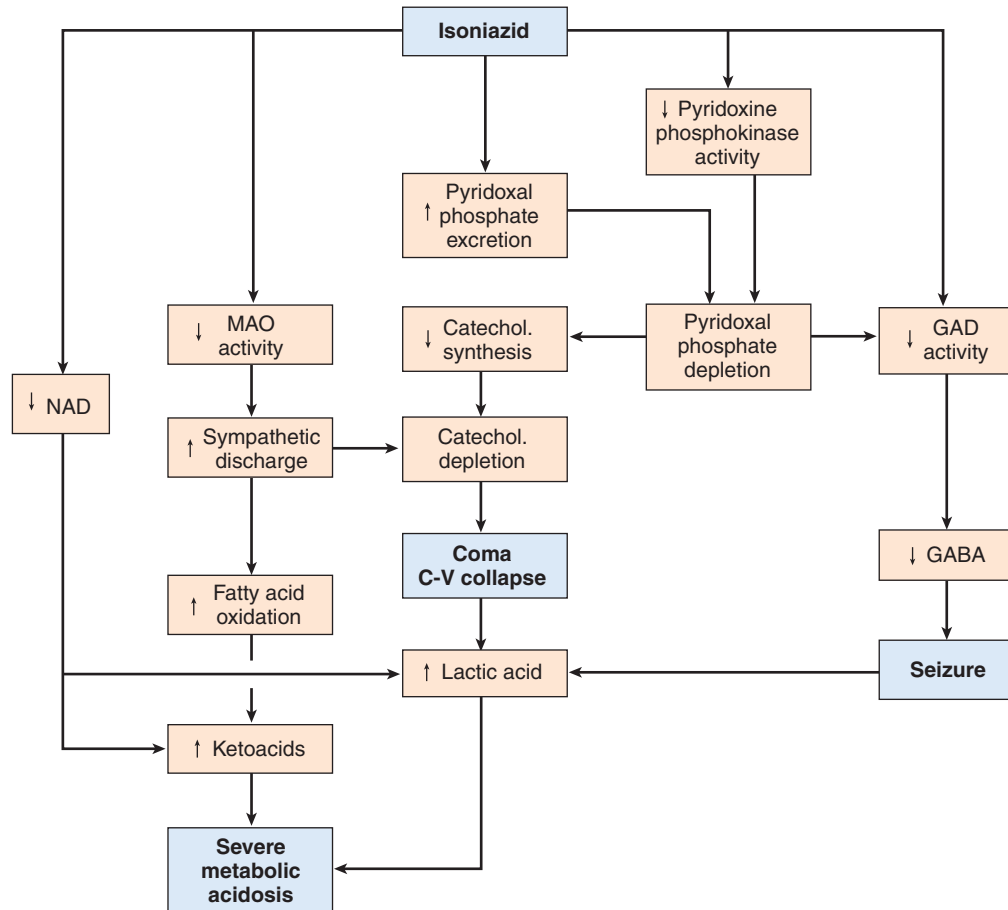 Isoniazid
↓ Pyridoxine
phosphokinase
activity
↑ Pyridoxal
phosphate
excretion
↓ MAO
activity
↓ Catechol.
synthesis
Pyridoxal
phosphate
depletion
↓ GAD
activity
↓ NAD
↑ Sympathetic
discharge
Catechol.
depletion
Coma
C-V collapse
↓ GABA
↑ Fatty acid
oxidation
↑ Lactic acid
Seizure
↑ Ketoacids
Severe
metabolic
acidosis